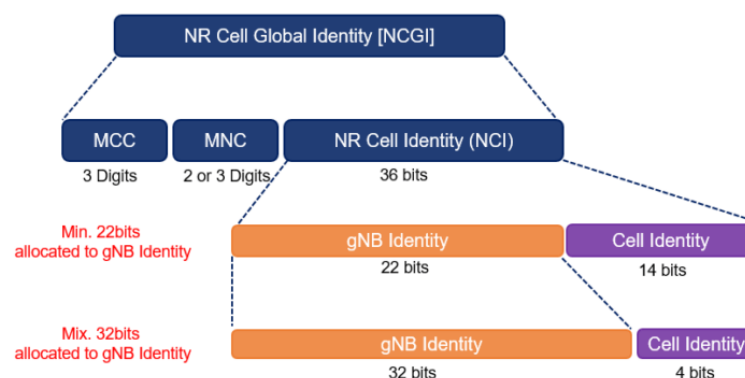 NR Cell Global Identity [NCGI]
MCC
MNC
NR Cell Identity (NCI)
3 Digits
2 or 3 Digits
36 bits
Min. 22bits
allocated to gNB Identity
gNB Identity
Cell Identity
22 bits
14 bits
Mix. 32bits
allocated to gNB Identity
gNB Identity
Cell Identity
32 bits
4 bits